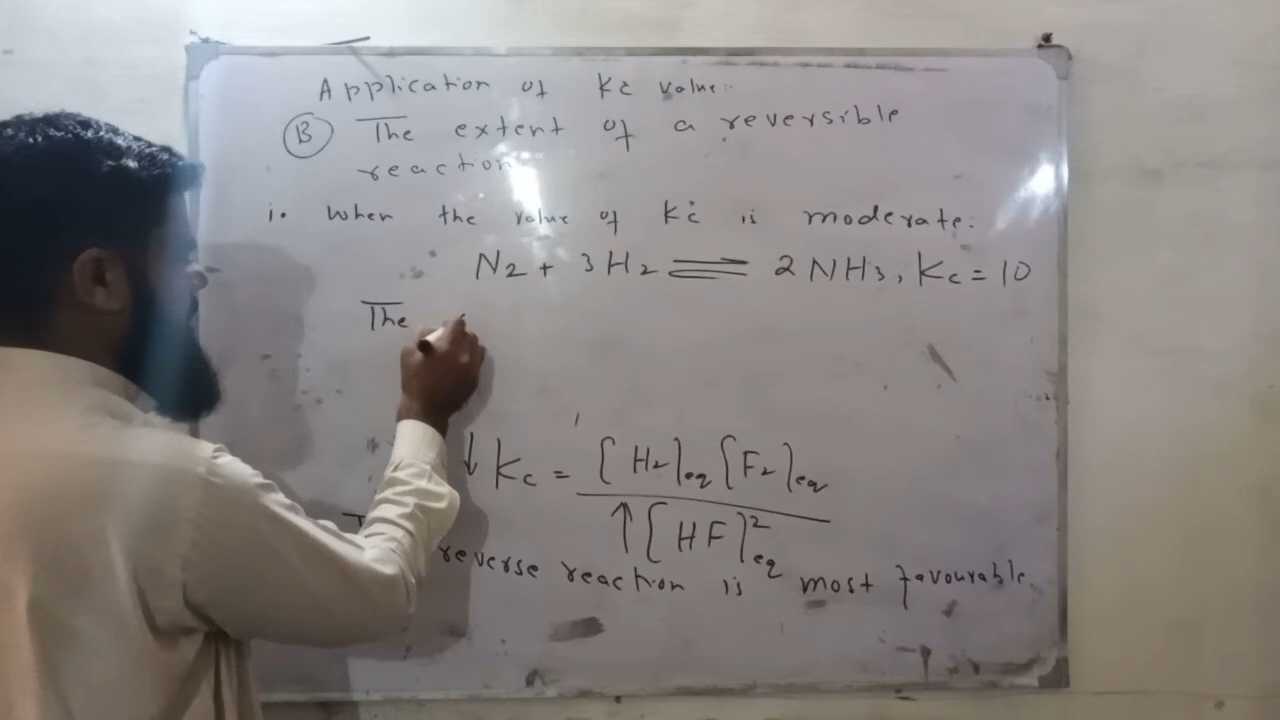 Application of Kc value:
B The extent of a reversible
reaction
i. When the value of Kc is moderate:
N2 + 3H2 ⇌ 2NH3, Kc = 10
The
↓ Kc = [H2]eq [F2]eq
↑ [HF]²eq
reverse reaction is most favourable.